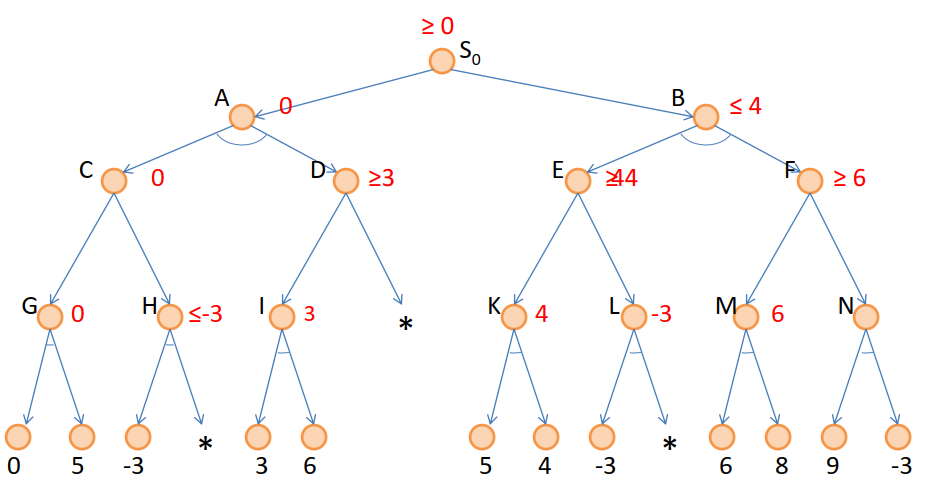 ≥ 0
S0
A 0 B ≤ 4
C 0 D ≥3 E ≥44 F ≥ 6
G 0 H ≤-3 I 3 * K 4 L -3 M 6 N
0 5 -3 * 3 6 5 4 -3 * 6 8 9 -3